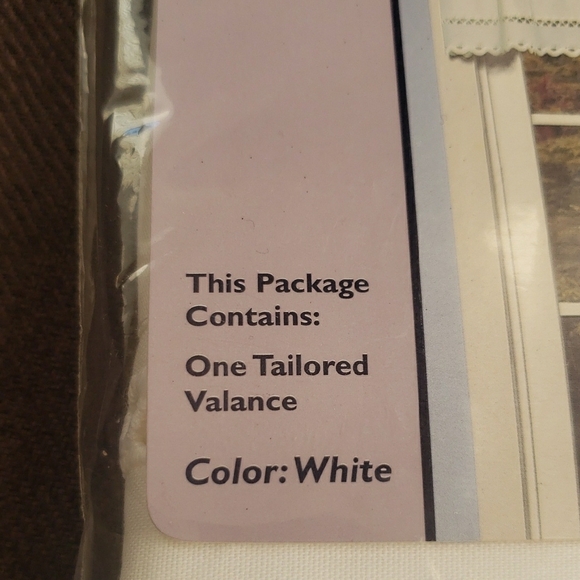 This Package
Contains:
One Tailored
Valance
Color: White